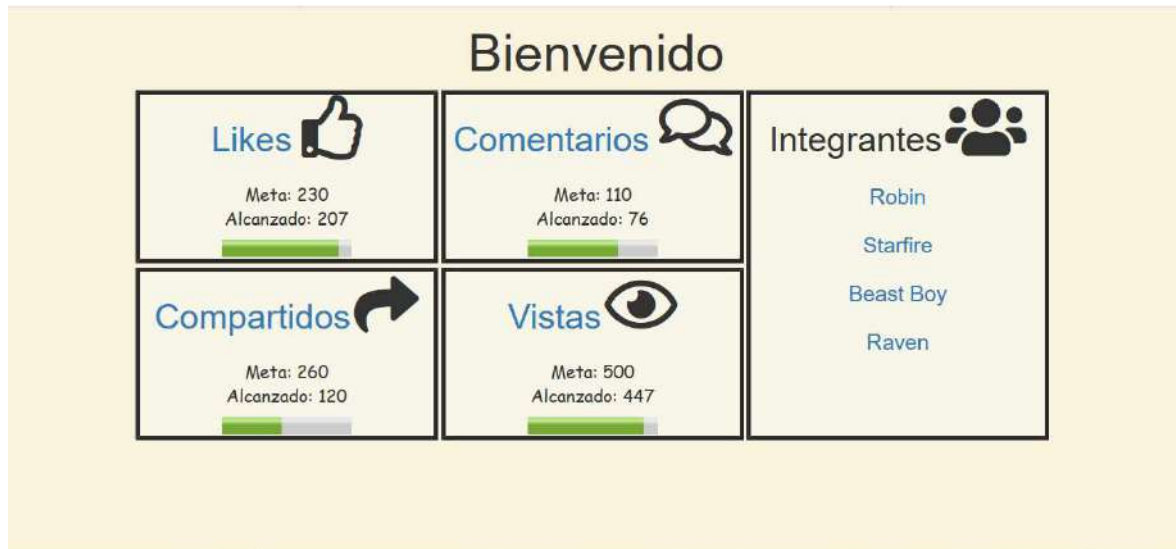 Bienvenido
Likes
Meta: 230
Alcanzado: 207
Comentarios
Meta: 110
Alcanzado: 76
Integrantes
Robin
Starfire
Beast Boy
Raven
Compartidos
Meta: 260
Alcanzado: 120
Vistas
Meta: 500
Alcanzado: 447